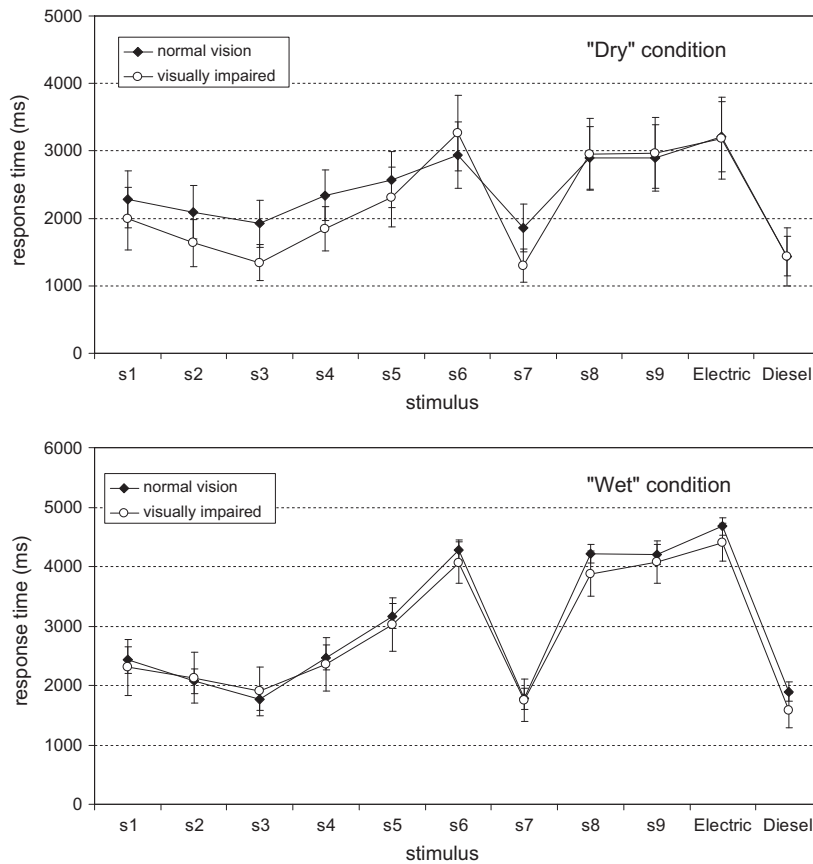 5000
4000
3000
2000
1000
0
response time (ms)
normal vision
visually impaired
"Dry" condition
s1 s2 s3 s4 s5 s6 s7 s8 s9 Electric Diesel
stimulus
6000
5000
4000
3000
2000
1000
0
response time (ms)
normal vision
visually impaired
"Wet" condition
s1 s2 s3 s4 s5 s6 s7 s8 s9 Electric Diesel
stimulus